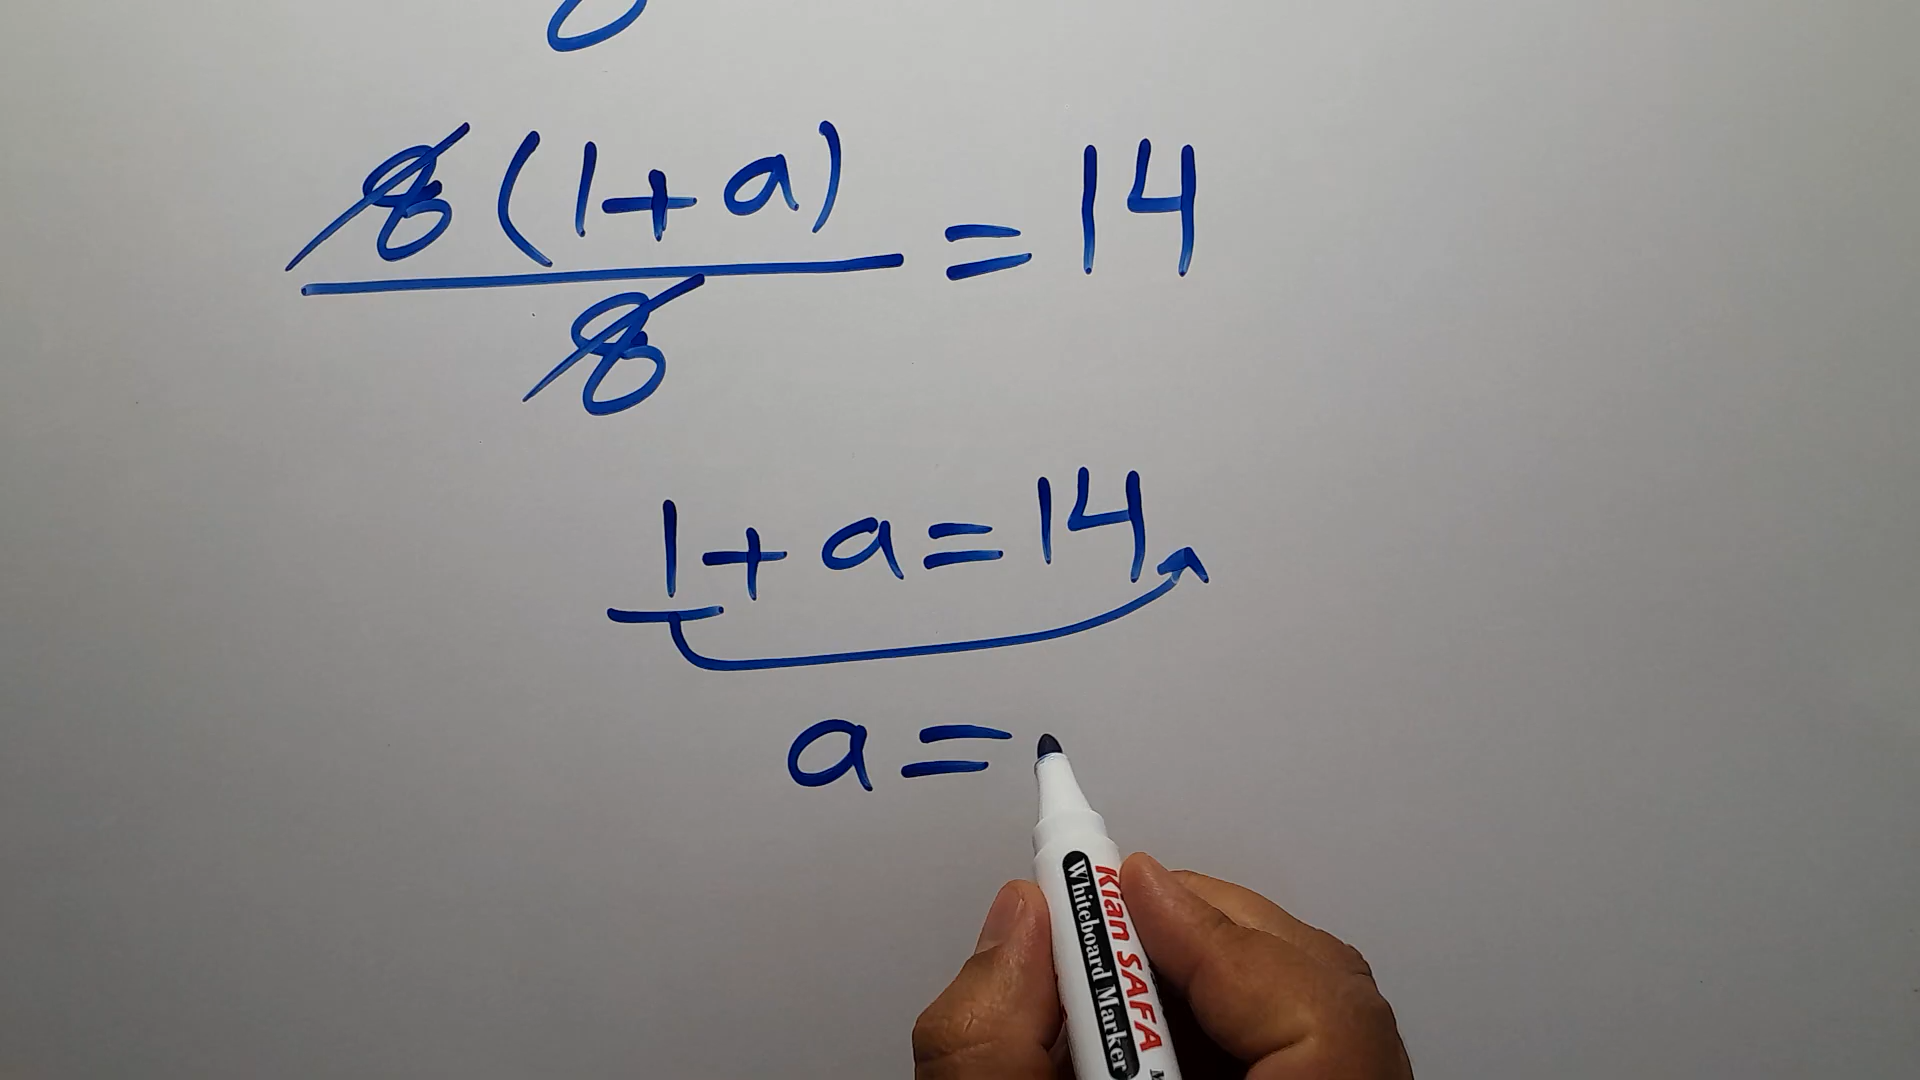 8(1+a)
8
= 14
1+a=14
a=
Kian SAFA
Whiteboard Marker